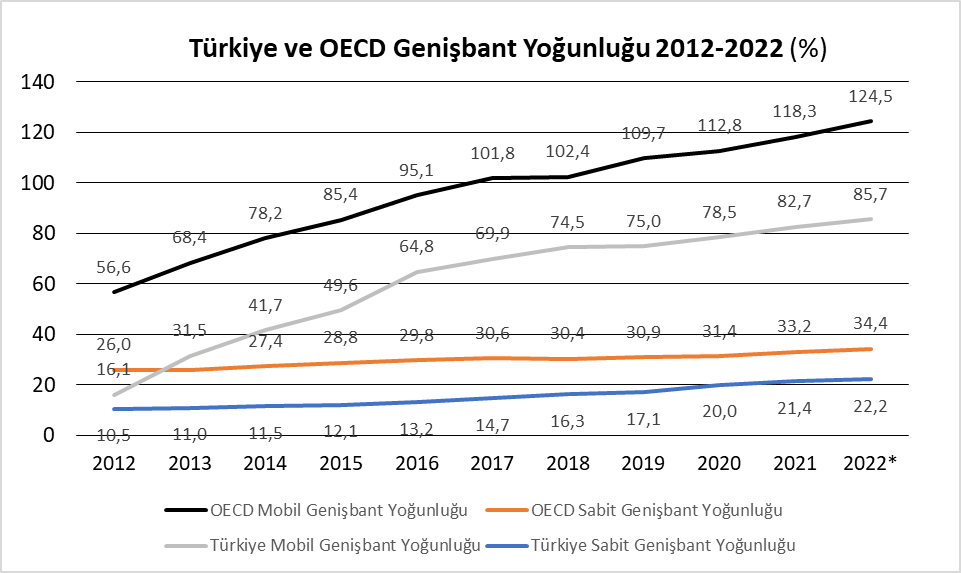 Türkiye ve OECD Genişbant Yoğunluğu 2012-2022 (%)
140
120
100
80
60
40
20
0
56,6 68,4 78,2 85,4 95,1 101,8 102,4 109,7 112,8 118,3 124,5
16,1 31,5 41,7 49,6 64,8 69,9 74,5 75,0 78,5 82,7 85,7
26,0 27,4 28,8 29,8 30,6 30,4 30,9 31,4 33,2 34,4
10,5 11,0 11,5 12,1 13,2 14,7 16,3 17,1 20,0 21,4 22,2
2012 2013 2014 2015 2016 2017 2018 2019 2020 2021 2022*
OECD Mobil Genişbant Yoğunluğu OECD Sabit Genişbant Yoğunluğu
Türkiye Mobil Genişbant Yoğunluğu Türkiye Sabit Genişbant Yoğunluğu